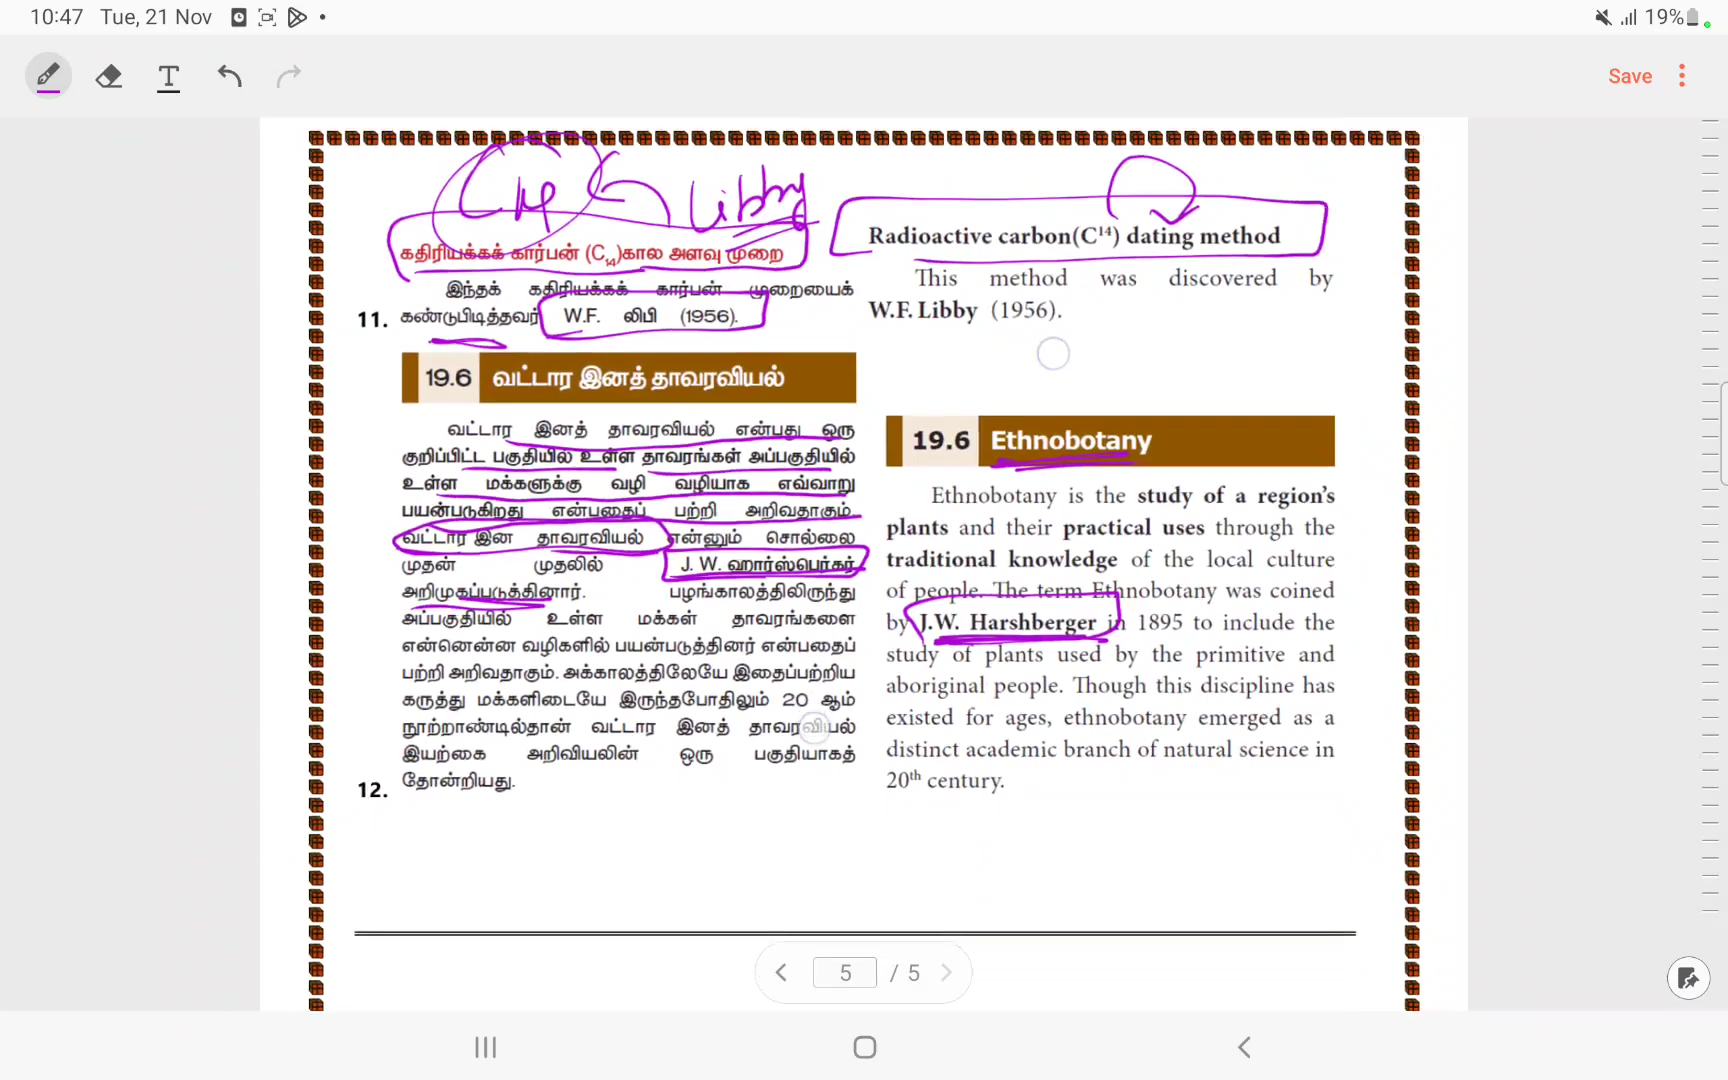 10:47 Tue, 21 Nov
19%
Save
C14 Libby
கதிரியக்கக் கார்பன் (C14)கால அளவு முறை
இந்தக் கதிரியக்கக் கார்பன் முறையைக்
11. கண்டுபிடித்தவர் W.F. லிபி (1956).
19.6 வட்டார இனத் தாவரவியல்
வட்டார இனத் தாவரவியல் என்பது ஒரு
குறிப்பிட்ட பகுதியில் உள்ள தாவரங்கள் அப்பகுதியில்
உள்ள மக்களுக்கு வழி வழியாக எவ்வாறு
பயன்படுகிறது என்பதைப் பற்றி அறிவதாகும்.
வட்டார இன தாவரவியல் என்னும் சொல்லை
முதன் முதலில் J. W. ஹார்ஸ்பெர்கர்
அறிமுகப்படுத்தினார். பழங்காலத்திலிருந்து
அப்பகுதியில் உள்ள மக்கள் தாவரங்களை
என்னென்ன வழிகளில் பயன்படுத்தினர் என்பதைப்
பற்றி அறிவதாகும். அக்காலத்திலேயே இதைப்பற்றிய
கருத்து மக்களிடையே இருந்தபோதிலும் 20 ஆம்
நூற்றாண்டில்தான் வட்டார இனத் தாவரவியல்
இயற்கை அறிவியலின் ஒரு பகுதியாகத்
12. தோன்றியது.
Radioactive carbon(C14) dating method
This method was discovered by
W.F. Libby (1956).
19.6 Ethnobotany
Ethnobotany is the study of a region's
plants and their practical uses through the
traditional knowledge of the local culture
of people. The term Ethnobotany was coined
by J.W. Harshberger in 1895 to include the
study of plants used by the primitive and
aboriginal people. Though this discipline has
existed for ages, ethnobotany emerged as a
distinct academic branch of natural science in
20th century.
5 / 5